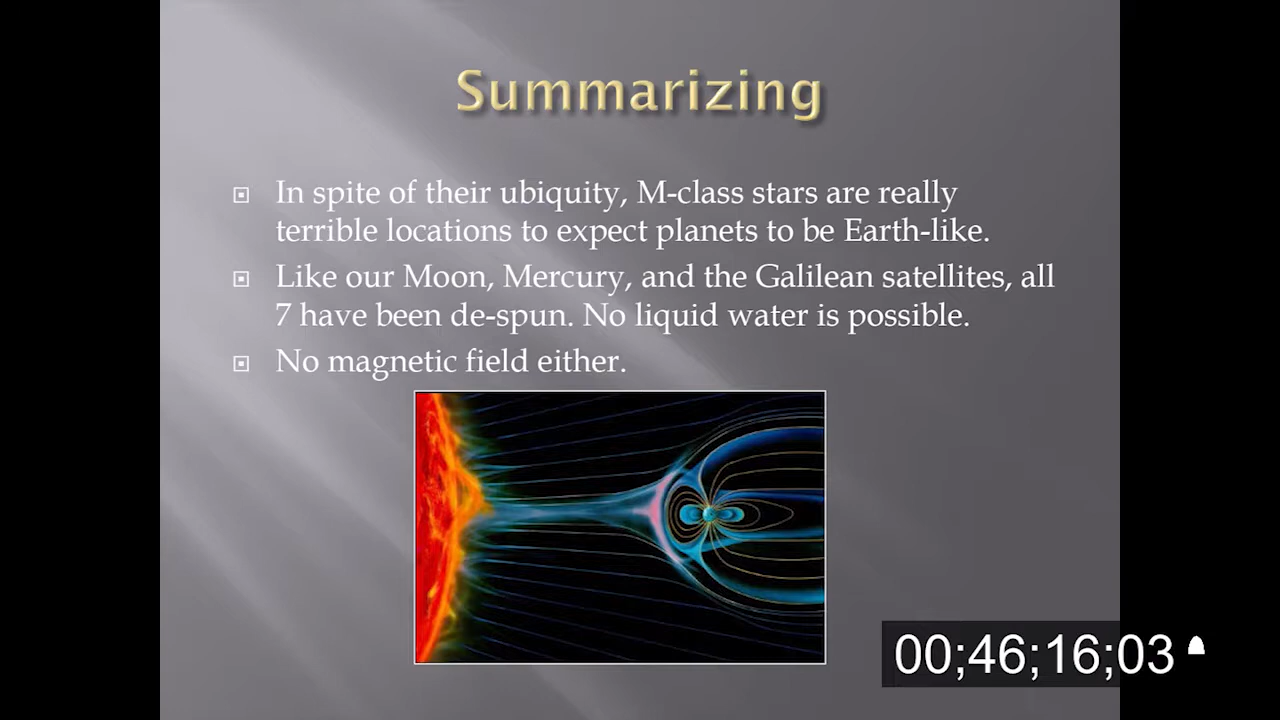 Summarizing
In spite of their ubiquity, M-class stars are really
terrible locations to expect planets to be Earth-like.
Like our Moon, Mercury, and the Galilean satellites, all
7 have been de-spun. No liquid water is possible.
No magnetic field either.
00;46;16;03